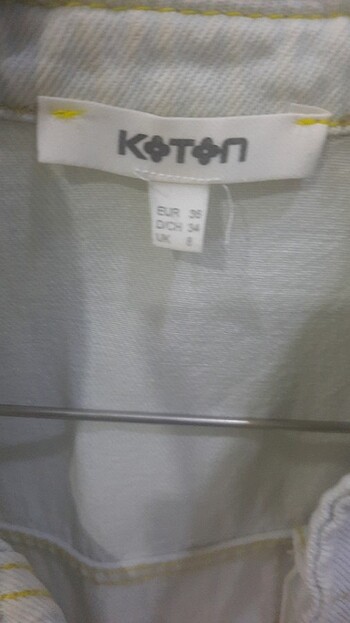 KOTON
EUR 36
D/CH 34
UK 8